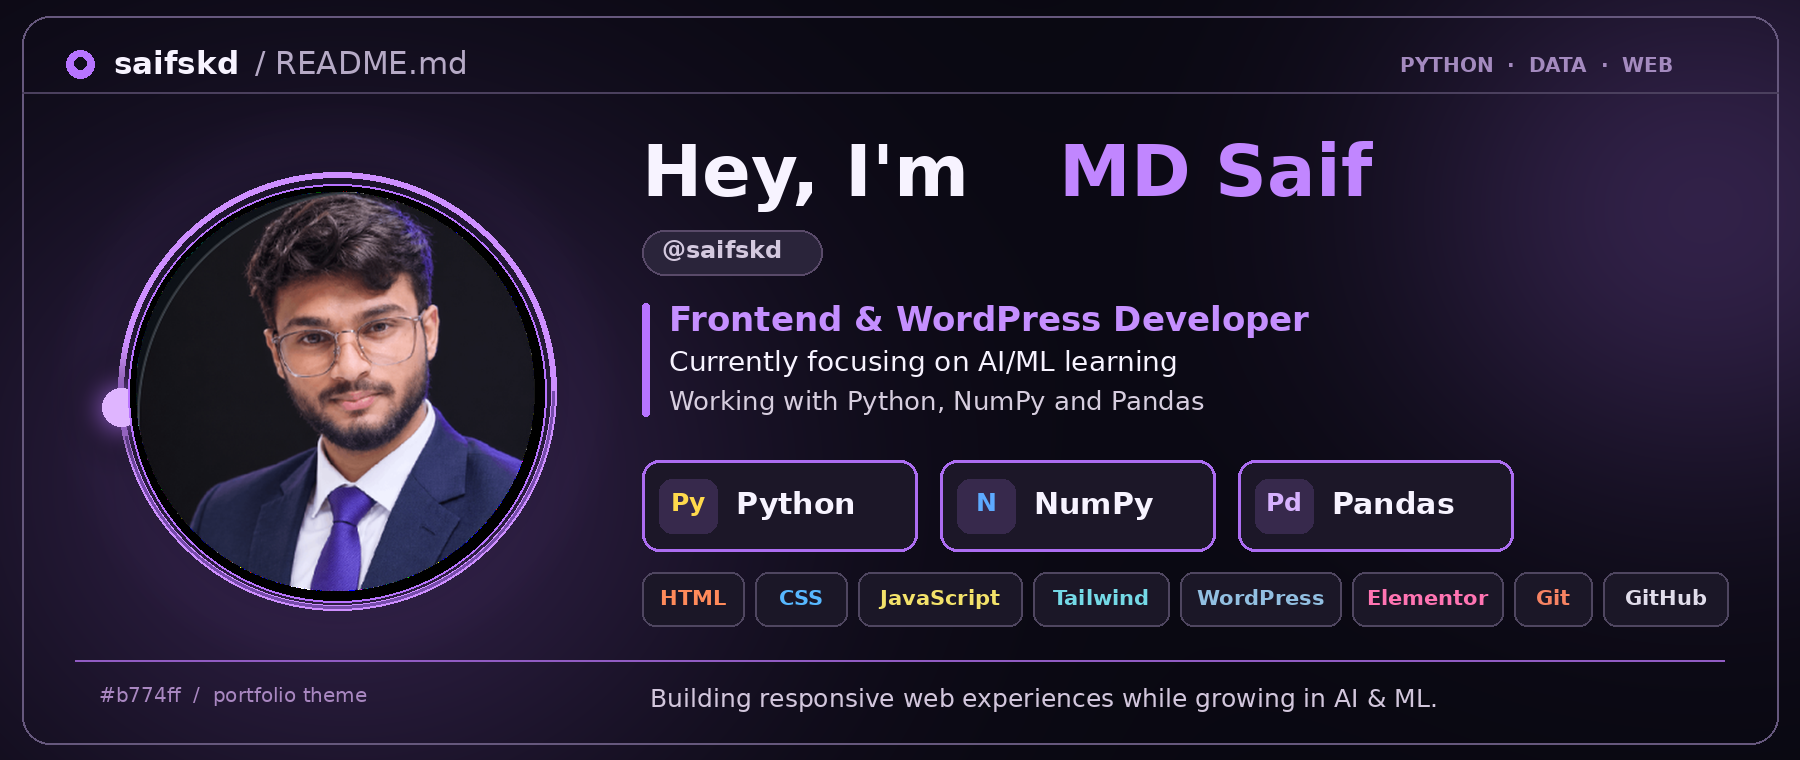 saifskd / README.md
PYTHON · DATA · WEB
Hey, I'm MD Saif
@saifskd
Frontend & WordPress Developer
Currently focusing on AI/ML learning
Working with Python, NumPy and Pandas
Py Python N NumPy Pd Pandas
HTML CSS JavaScript Tailwind WordPress Elementor Git GitHub
#b774ff / portfolio theme
Building responsive web experiences while growing in AI & ML.